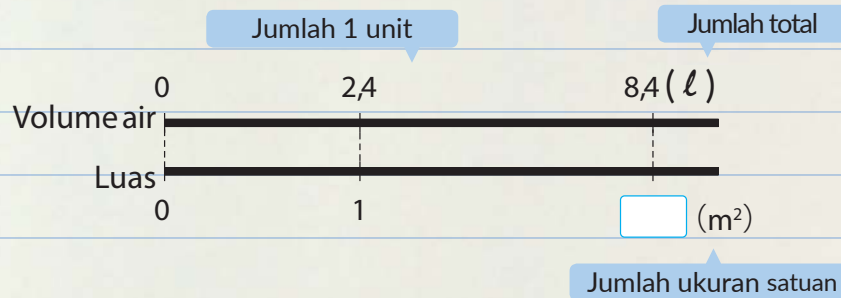 Jumlah 1 unit
Jumlah total
0 2,4 8,4 (ℓ)
Volume air
Luas
0 1 (m²)
Jumlah ukuran satuan